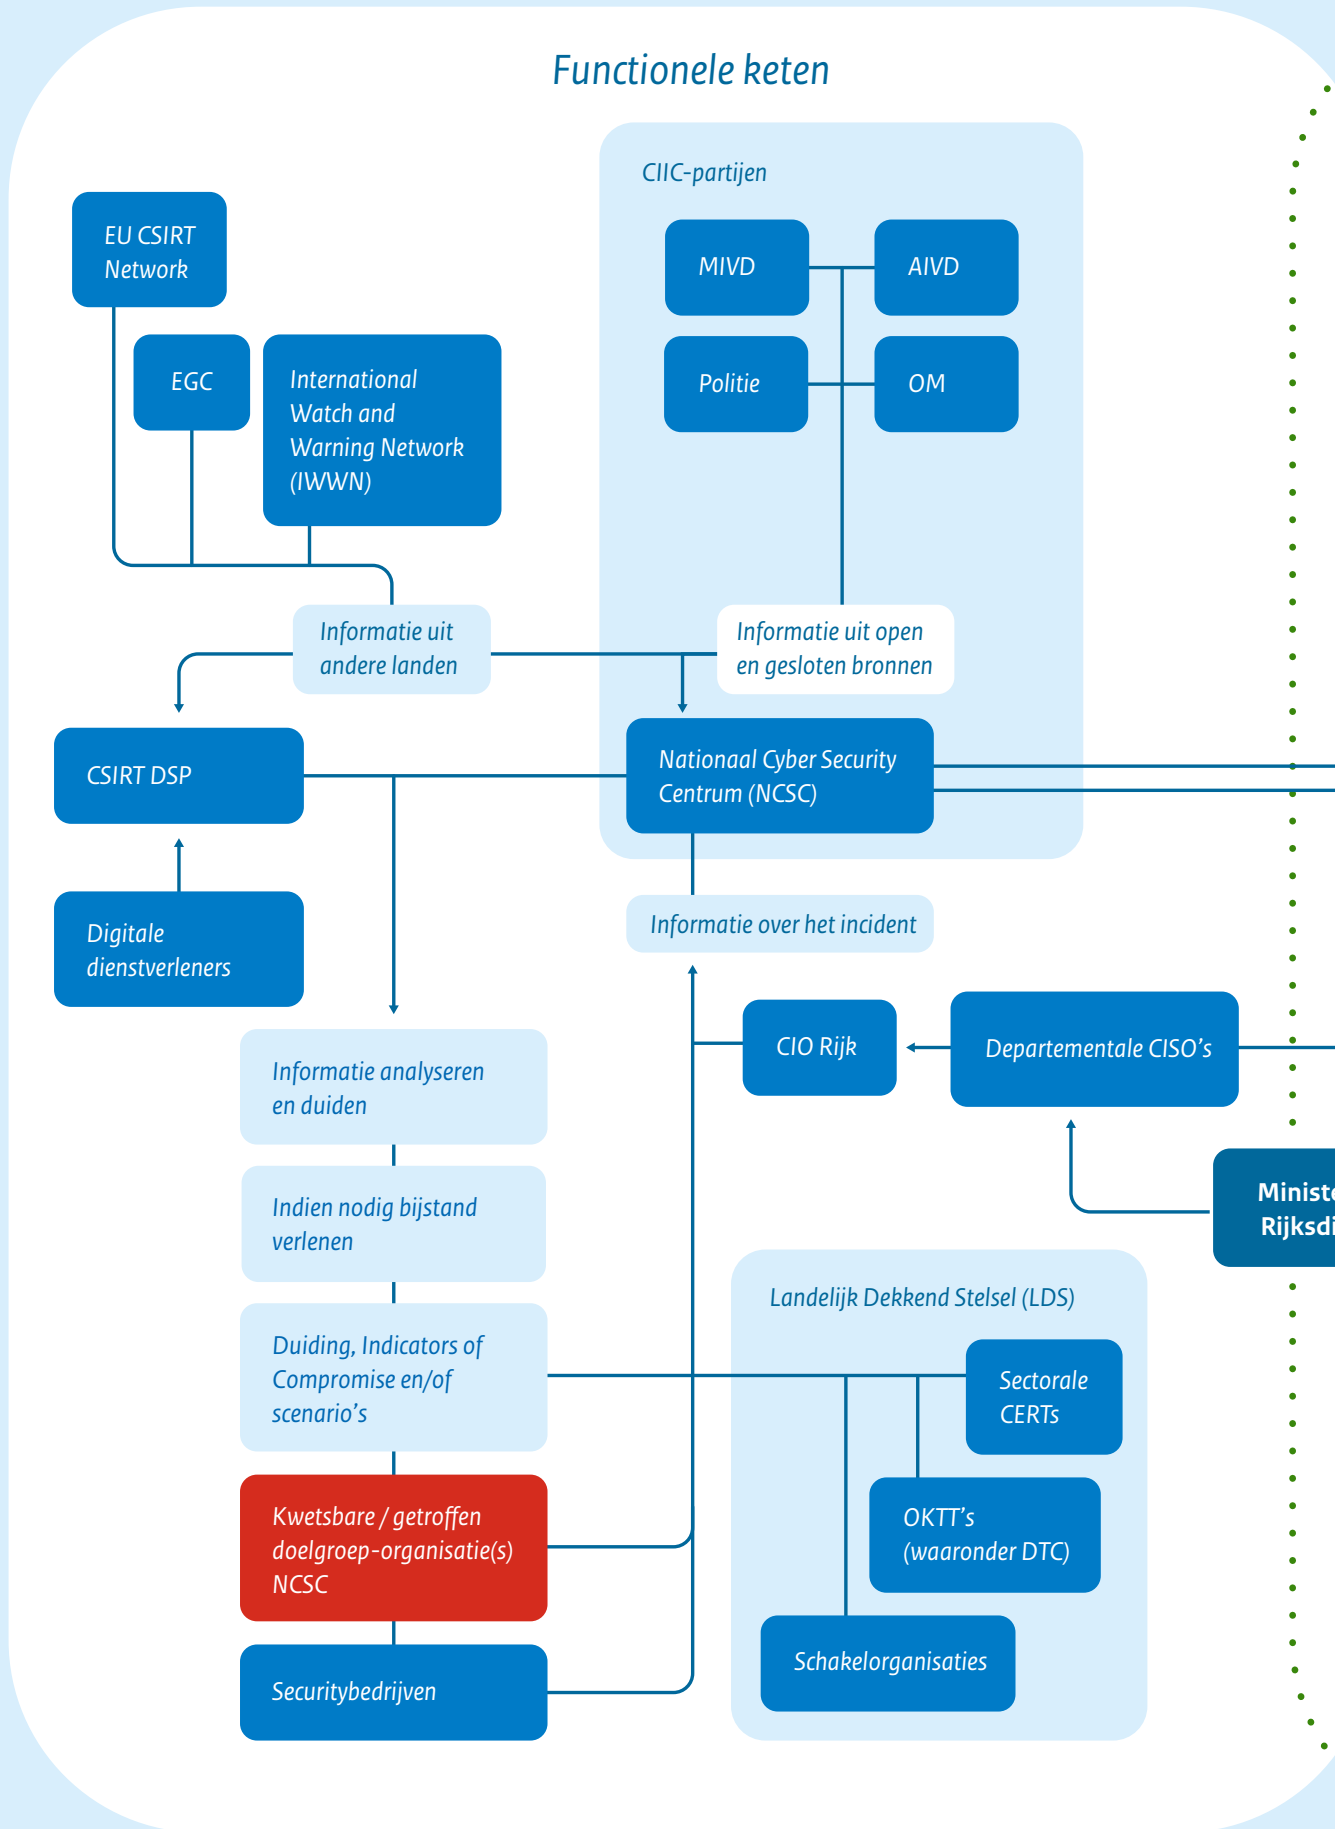 Functionele keten
CIIC-partijen
EU CSIRT
Network
MIVD
AIVD
EGC
International
Watch and
Warning Network
(IWWN)
Politie
OM
Informatie uit
andere landen
Informatie uit open
en gesloten bronnen
CSIRT DSP
Nationaal Cyber Security
Centrum (NCSC)
Digitale
dienstverleners
Informatie over het incident
CIO Rijk
Departementale CISO's
Informatie analyseren
en duiden
Indien nodig bijstand
verlenen
Landelijk Dekkend Stelsel (LDS)
Duiding, Indicators of
Compromise en/of
scenario's
Sectorale
CERTs
Kwetsbare / getroffen
doelgroep-organisatie(s)
NCSC
OKTT's
(waaronder DTC)
Schakelorganisaties
Securitybedrijven